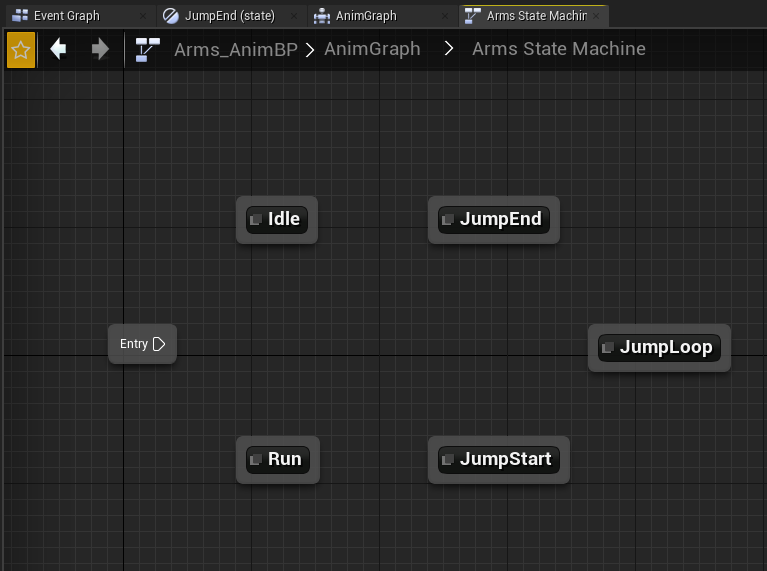 Event Graph
JumpEnd (state)
AnimGraph
Arms State Machin
Arms_AnimBP > AnimGraph > Arms State Machine
Idle
JumpEnd
Entry
JumpLoop
Run
JumpStart